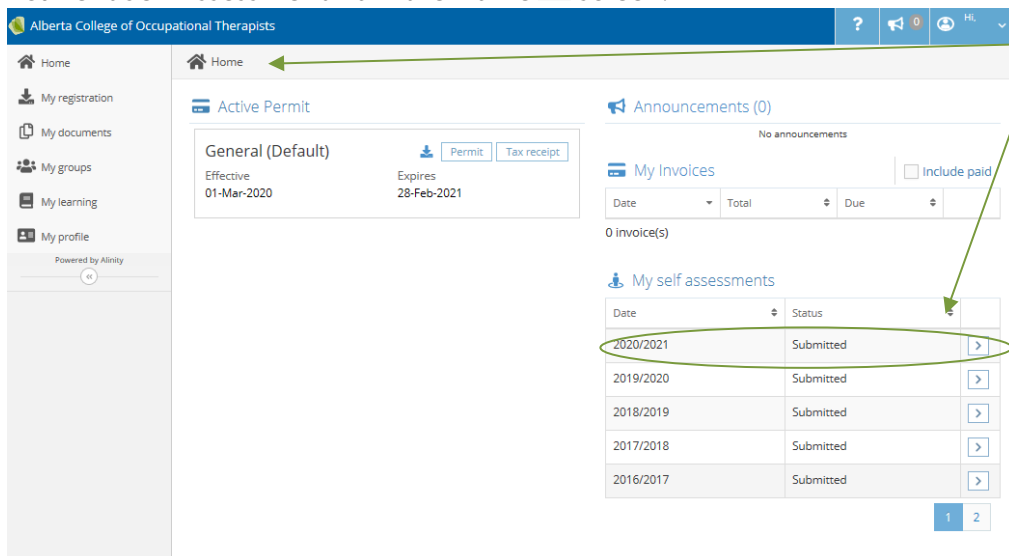 Alberta College of Occupational Therapists
? 0 Hi,
Home
My registration
My documents
My groups
My learning
My profile
Powered by Alinity
Home
Active Permit
General (Default)
Permit Tax receipt
Effective Expires
01-Mar-2020 28-Feb-2021
Announcements (0)
No announcements
My Invoices Include paid
Date Total Due
0 invoice(s)
My self assessments
Date Status
2020/2021 Submitted
2019/2020 Submitted
2018/2019 Submitted
2017/2018 Submitted
2016/2017 Submitted
1 2